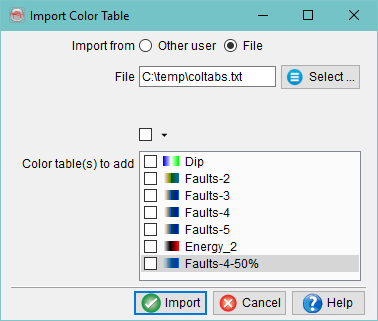 Import Color Table
Import from Other user File
File C:\temp\coltabs.txt Select ...
Color table(s) to add
Dip
Faults-2
Faults-3
Faults-4
Faults-5
Energy_2
Faults-4-50%
Import Cancel Help